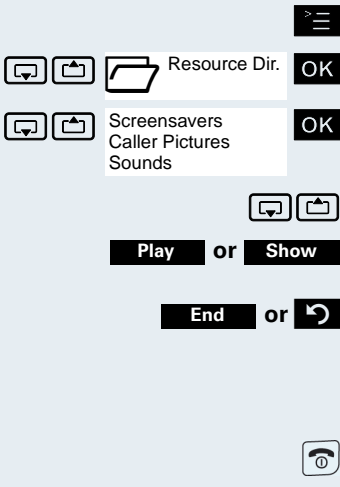 Resource Dir. OK
Screensavers OK
Caller Pictures
Sounds
Play or Show
End or